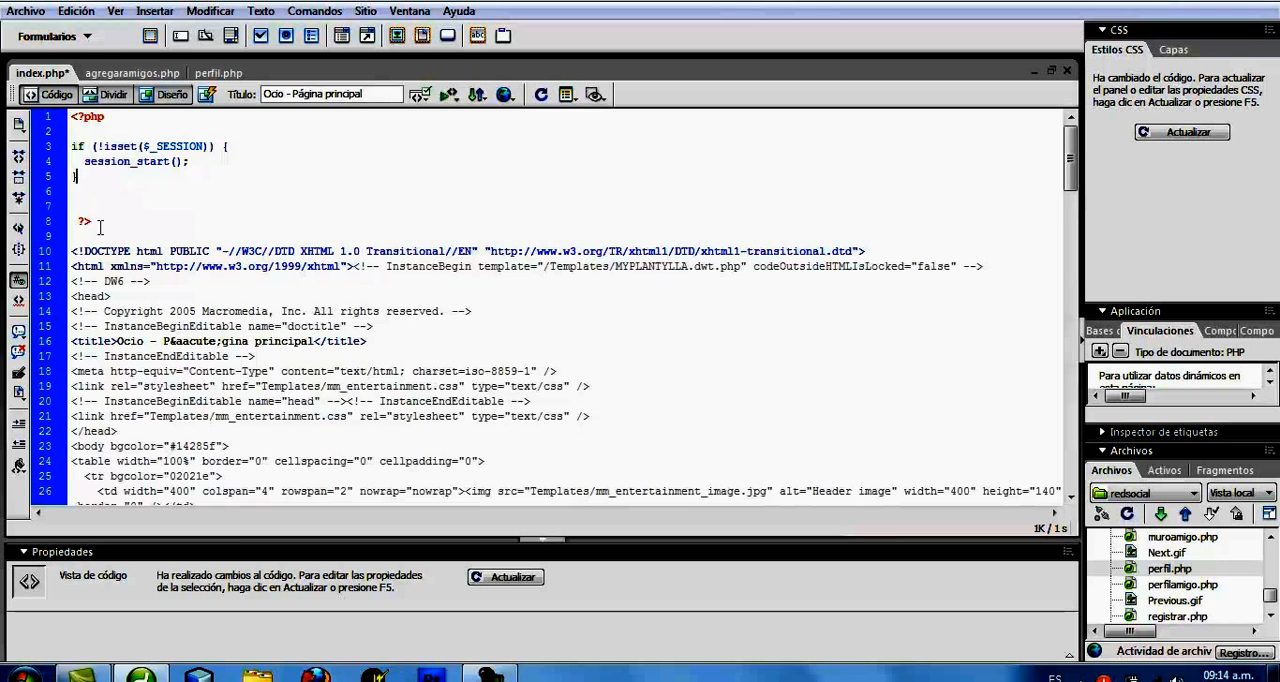 Archivo Edición Ver Insertar Modificar Texto Comandos Sitio Ventana Ayuda
Formularios
index.php* agregaramigos.php perfil.php
Código Dividir Diseño Título: Ocio - Página principal
1 <?php
2
3 if (!isset($_SESSION)) {
4 session_start();
5 }
6
7
8 ?>
9
10 <!DOCTYPE html PUBLIC "-//W3C//DTD XHTML 1.0 Transitional//EN" "http://www.w3.org/TR/xhtml1/DTD/xhtml1-transitional.dtd">
11 <html xmlns="http://www.w3.org/1999/xhtml"><!-- InstanceBegin template="/Templates/MYPLANTYLLA.dwt.php" codeOutsideHTMLIsLocked="false" -->
12 <!-- DW6 -->
13 <head>
14 <!-- Copyright 2005 Macromedia, Inc. All rights reserved. -->
15 <!-- InstanceBeginEditable name="doctitle" -->
16 <title>Ocio - P&aacute;gina principal</title>
17 <!-- InstanceEndEditable -->
18 <meta http-equiv="Content-Type" content="text/html; charset=iso-8859-1" />
19 <link rel="stylesheet" href="Templates/mm_entertainment.css" type="text/css" />
20 <!-- InstanceBeginEditable name="head" --><!-- InstanceEndEditable -->
21 <link href="Templates/mm_entertainment.css" rel="stylesheet" type="text/css" />
22 </head>
23 <body bgcolor="#14285f">
24 <table width="100%" border="0" cellspacing="0" cellpadding="0">
25 <tr bgcolor="02021e">
26 <td width="400" colspan="4" rowspan="2" nowrap="nowrap"><img src="Templates/mm_entertainment_image.jpg" alt="Header image" width="400" height="140"
border="0" /></td>
1K / 1s
Propiedades
Vista de código
Ha realizado cambios al código. Para editar las propiedades
de la selección, haga clic en Actualizar o presione F5.
Actualizar
CSS
Estilos CSS Capas
Ha cambiado el código. Para actualizar
el panel o editar las propiedades CSS,
haga clic en Actualizar o presione F5.
Actualizar
Aplicación
Bases Vinculaciones
Tipo de documento: PHP
Para utilizar datos dinámicos en
esta página:
Inspector de etiquetas
Archivos
Archivos Activos Fragmentos
redsocial Vista local
muroamigo.php
Next.gif
perfil.php
perfilamigo.php
Previous.gif
registrar.php
Actividad de archiv Registro...
ES 09:14 a.m.